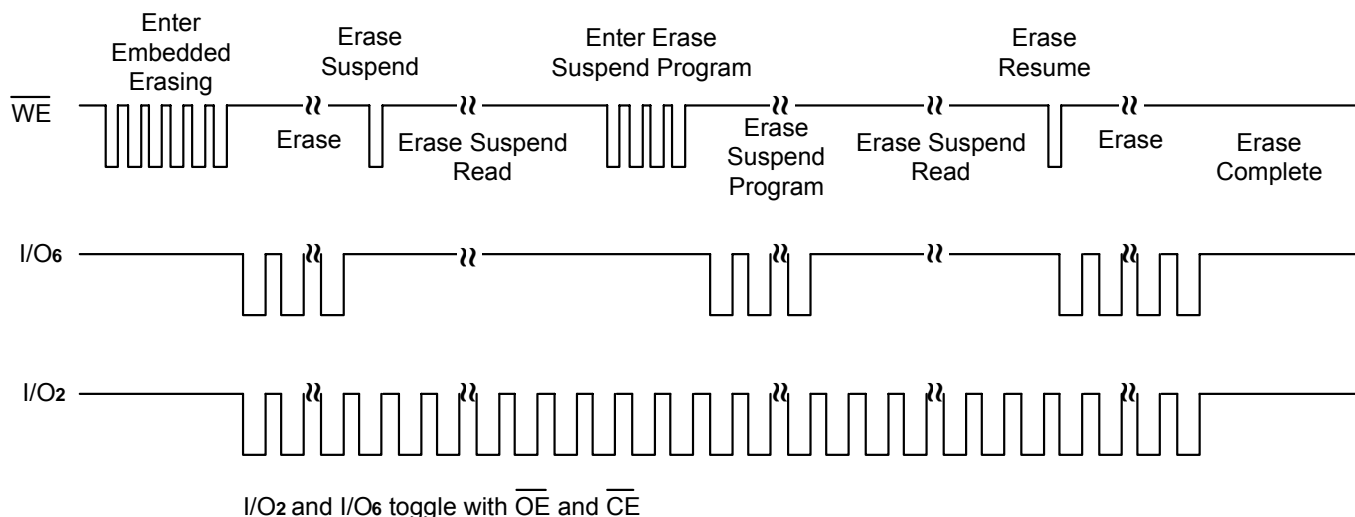 Enter
Embedded
Erasing
Erase
Suspend
Enter Erase
Suspend Program
Erase
Resume
WE
Erase
Erase Suspend
Read
Erase
Suspend
Program
Erase Suspend
Read
Erase
Erase
Complete
I/O6
I/O2
I/O2 and I/O6 toggle with OE and CE